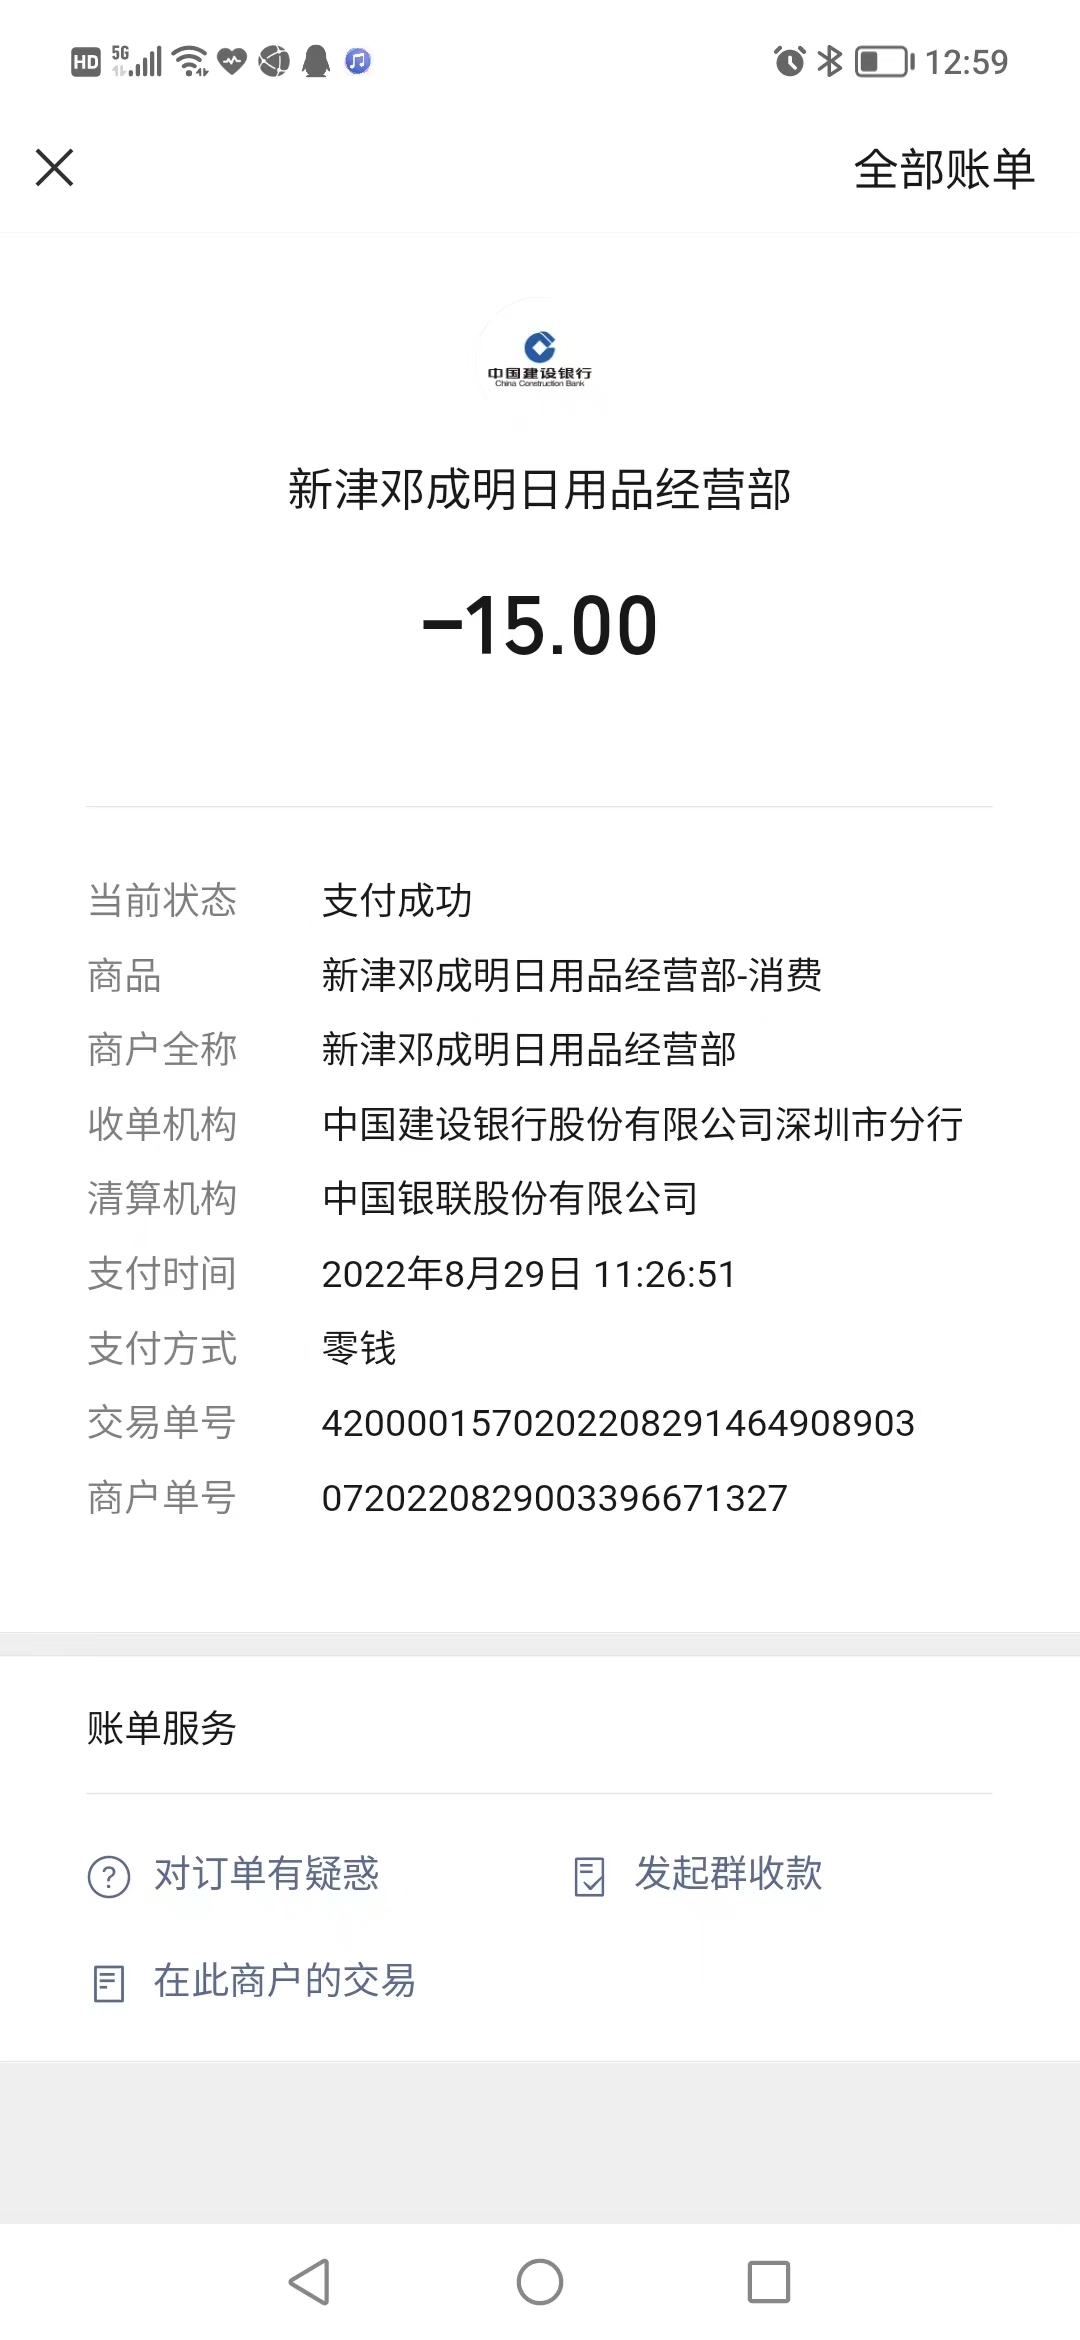 HD 5G 12:59
全部账单
中国建设银行
China Construction Bank
新津邓成明日用品经营部
-15.00
当前状态 支付成功
商品 新津邓成明日用品经营部-消费
商户全称 新津邓成明日用品经营部
收单机构 中国建设银行股份有限公司深圳市分行
清算机构 中国银联股份有限公司
支付时间 2022年8月29日 11:26:51
支付方式 零钱
交易单号 4200001570202208291464908903
商户单号 0720220829003396671327
账单服务
对订单有疑惑 发起群收款
在此商户的交易